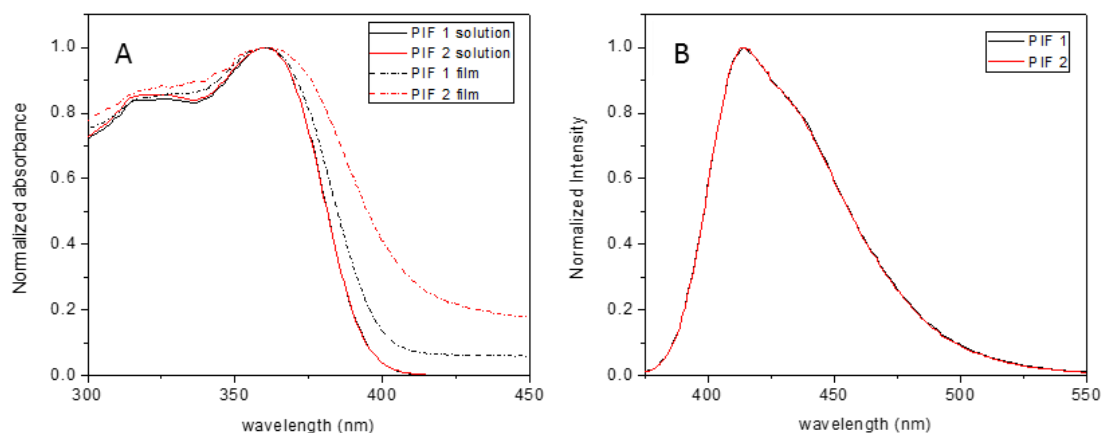 A
PIF 1 solution
PIF 2 solution
PIF 1 film
PIF 2 film
Normalized absorbance
1.0
0.8
0.6
0.4
0.2
0.0
300
350
400
450
wavelength (nm)
B
PIF 1
PIF 2
Normalized Intensity
1.0
0.8
0.6
0.4
0.2
0.0
400
450
500
550
wavelength (nm)